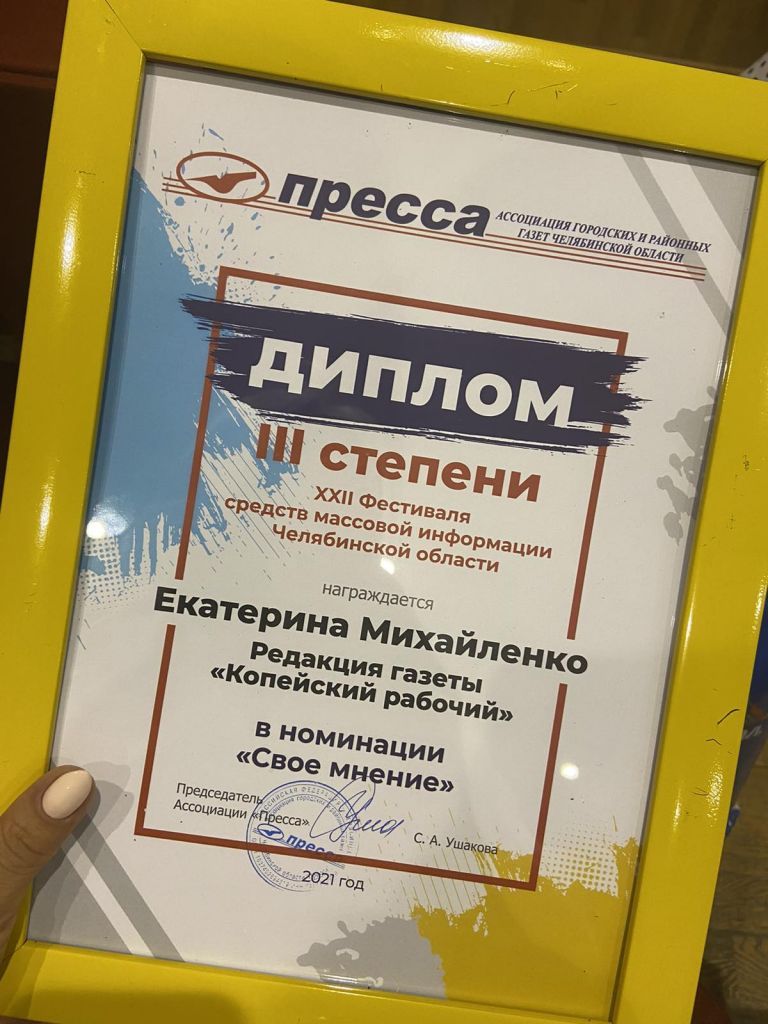 пресса
АССОЦИАЦИЯ ГОРОДСКИХ И РАЙОННЫХ
ГАЗЕТ ЧЕЛЯБИНСКОЙ ОБЛАСТИ
ДИПЛОМ
III степени
XXII Фестиваля
средств массовой информации
Челябинской области
награждается
Екатерина Михайленко
Редакция газеты
«Копейский рабочий»
в номинации
«Свое мнение»
Председатель
Ассоциации «Пресса»
С. А. Ушакова
пресса
2021 год